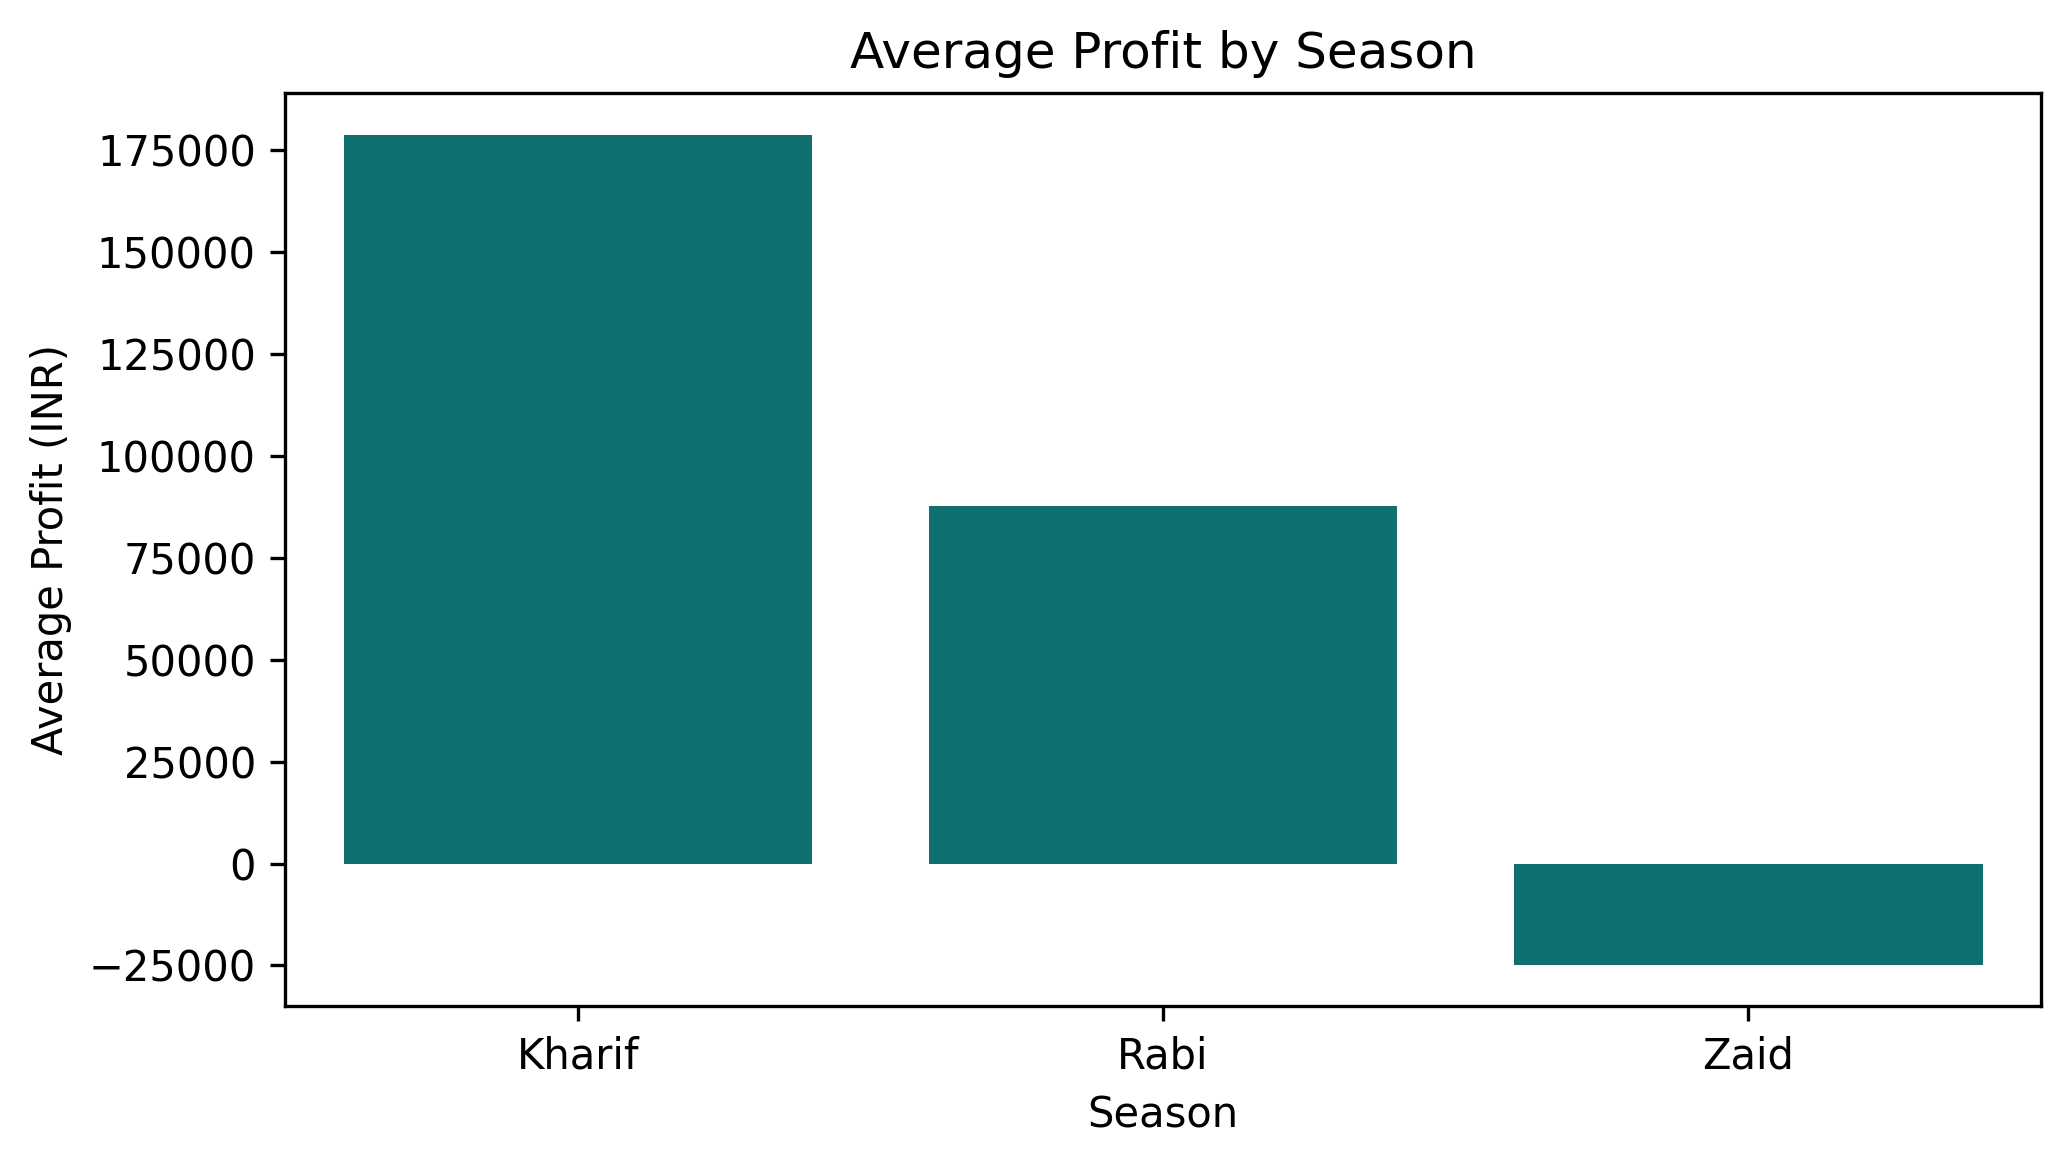 Average Profit by Season
Average Profit (INR)
175000
150000
125000
100000
75000
50000
25000
0
−25000
Kharif
Rabi
Zaid
Season